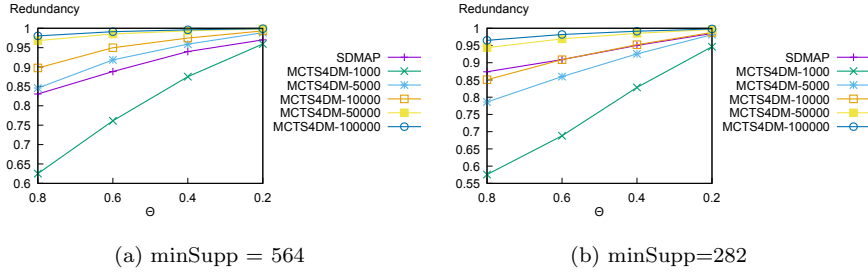 Redundancy
1
0.95
0.9
0.85
0.8
0.75
0.7
0.65
0.6
0.8 0.6 0.4 0.2
Θ
SDMAP
MCTS4DM-1000
MCTS4DM-5000
MCTS4DM-10000
MCTS4DM-50000
MCTS4DM-100000
(a) minSupp = 564
Redundancy
1
0.95
0.9
0.85
0.8
0.75
0.7
0.65
0.6
0.55
0.8 0.6 0.4 0.2
Θ
SDMAP
MCTS4DM-1000
MCTS4DM-5000
MCTS4DM-10000
MCTS4DM-50000
MCTS4DM-100000
(b) minSupp=282